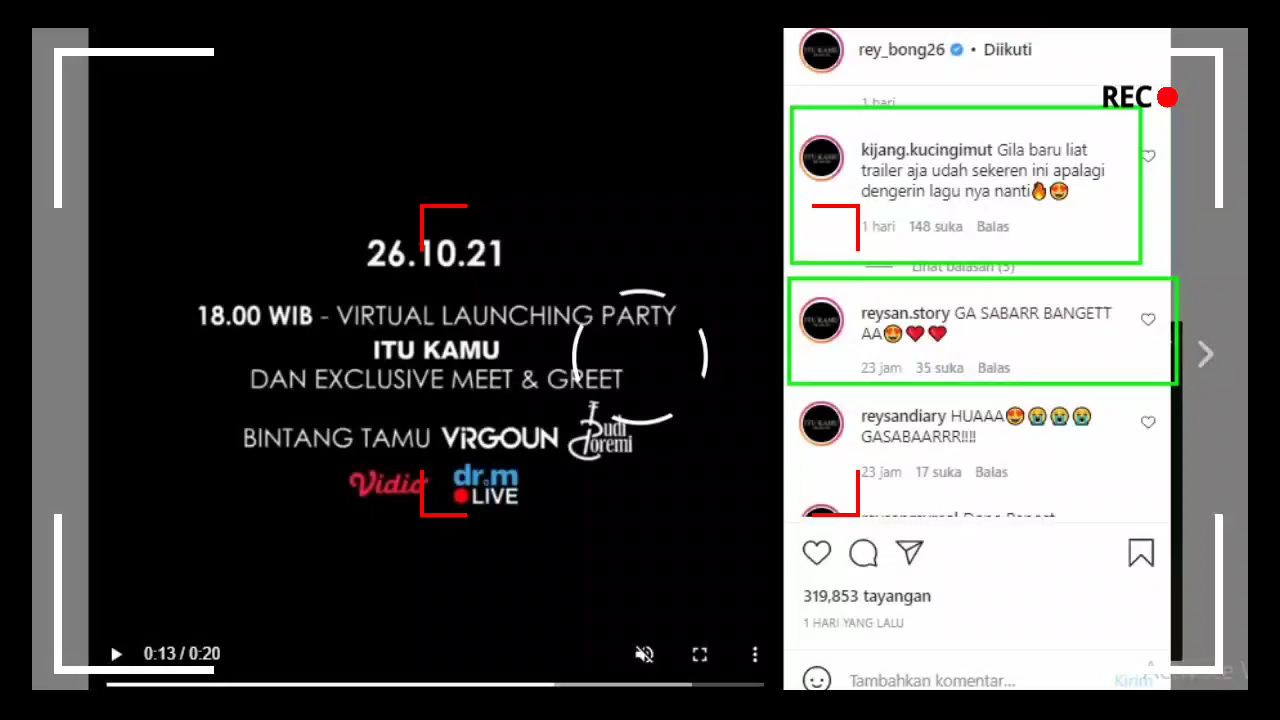 26.10.21
18.00 WIB - VIRTUAL LAUNCHING PARTY
ITU KAMU
DAN EXCLUSIVE MEET & GREET
BINTANG TAMU VIRGOUN Budi Doremi
Vidio dr.m LIVE
0:13 / 0:20
rey_bong26 • Diikuti
REC
1 hari
kijang.kucingimut Gila baru liat
trailer aja udah sekeren ini apalagi
dengerin lagu nya nanti🔥😍
1 hari 148 suka Balas
Lihat balasan (5)
reysan.story GA SABARR BANGETT
AA😍❤️❤️
23 jam 35 suka Balas
reysandiary HUAAA😍😭😭😭
GASABAARRR!!!!
23 jam 17 suka Balas
319,853 tayangan
1 HARI YANG LALU
Tambahkan komentar... Kirim